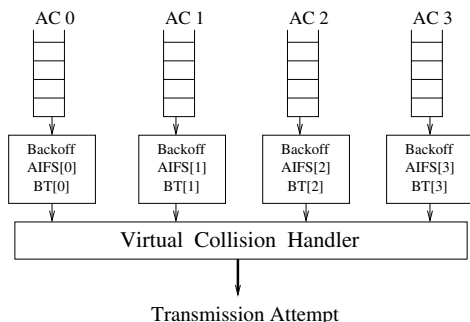 AC 0 AC 1 AC 2 AC 3
Backoff Backoff Backoff Backoff
AIFS[0] AIFS[1] AIFS[2] AIFS[3]
BT[0] BT[1] BT[2] BT[3]
Virtual Collision Handler
Transmission Attempt